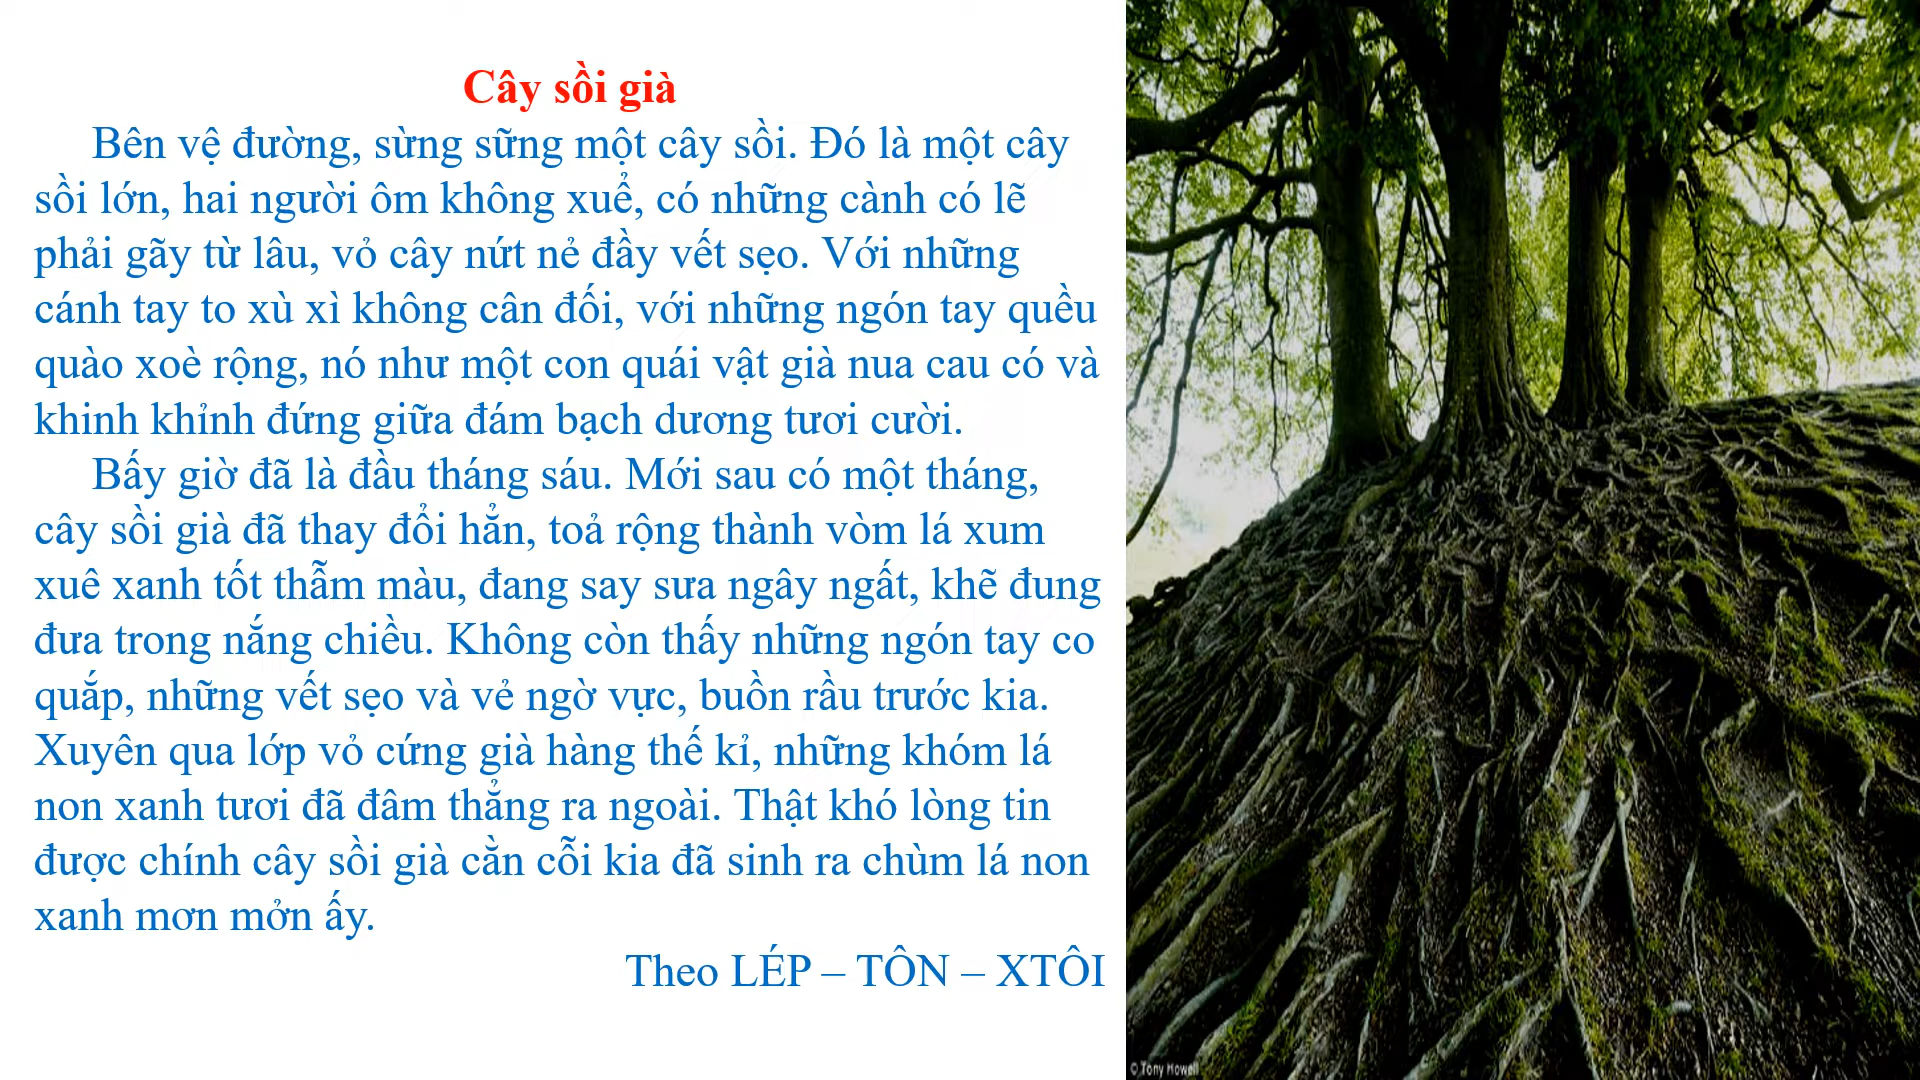 Cây sồi già
Bên vệ đường, sừng sững một cây sồi. Đó là một cây
sồi lớn, hai người ôm không xuể, có những cành có lẽ
phải gãy từ lâu, vỏ cây nứt nẻ đầy vết sẹo. Với những
cánh tay to xù xì không cân đối, với những ngón tay quều
quào xoè rộng, nó như một con quái vật già nua cau có và
khinh khỉnh đứng giữa đám bạch dương tươi cười.
Bấy giờ đã là đầu tháng sáu. Mới sau có một tháng,
cây sồi già đã thay đổi hẳn, toả rộng thành vòm lá xum
xuê xanh tốt thẫm màu, đang say sưa ngây ngất, khẽ đung
đưa trong nắng chiều. Không còn thấy những ngón tay co
quắp, những vết sẹo và vẻ ngờ vực, buồn rầu trước kia.
Xuyên qua lớp vỏ cứng già hàng thế kỉ, những khóm lá
non xanh tươi đã đâm thẳng ra ngoài. Thật khó lòng tin
được chính cây sồi già cằn cỗi kia đã sinh ra chùm lá non
xanh mơn mởn ấy.
Theo LÉP – TÔN – XTÔI
© Tony Howell